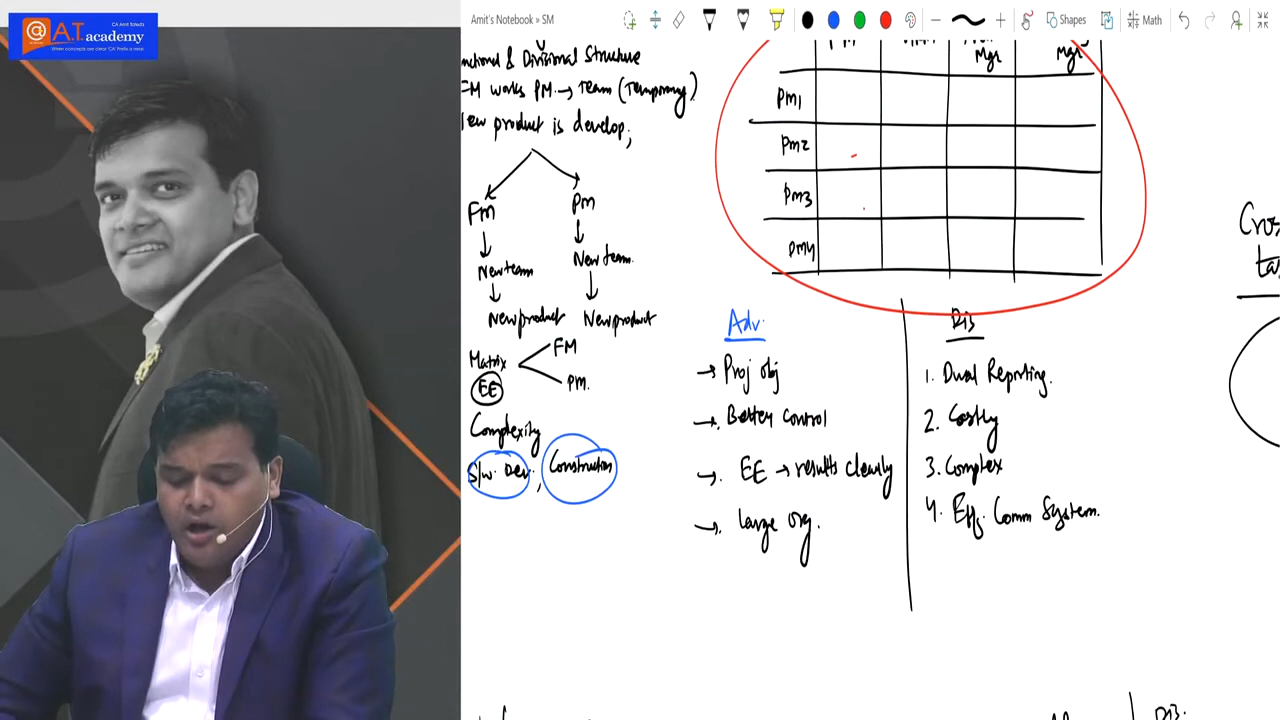 CA Amit Taleda
@ A.T. academy
Amit's Notebook » SM
Shapes
Math
& Divisional Structure
FM works PM → Team (Temporary)
product is develop;
FM
PM
New team
New team.
New product
New product
Matrix
FM
PM.
EE
Complexity
S/w. Dev. , Construction
Mgr
Mgr
PM1
PM2
PM3
PM4
Adv.
→ Proj obj
→ Better Control
→ EE → results clearly
→ Large org.
Dis
1. Dual Reporting.
2. Costly
3. Complex
4. Eff. Comm System.